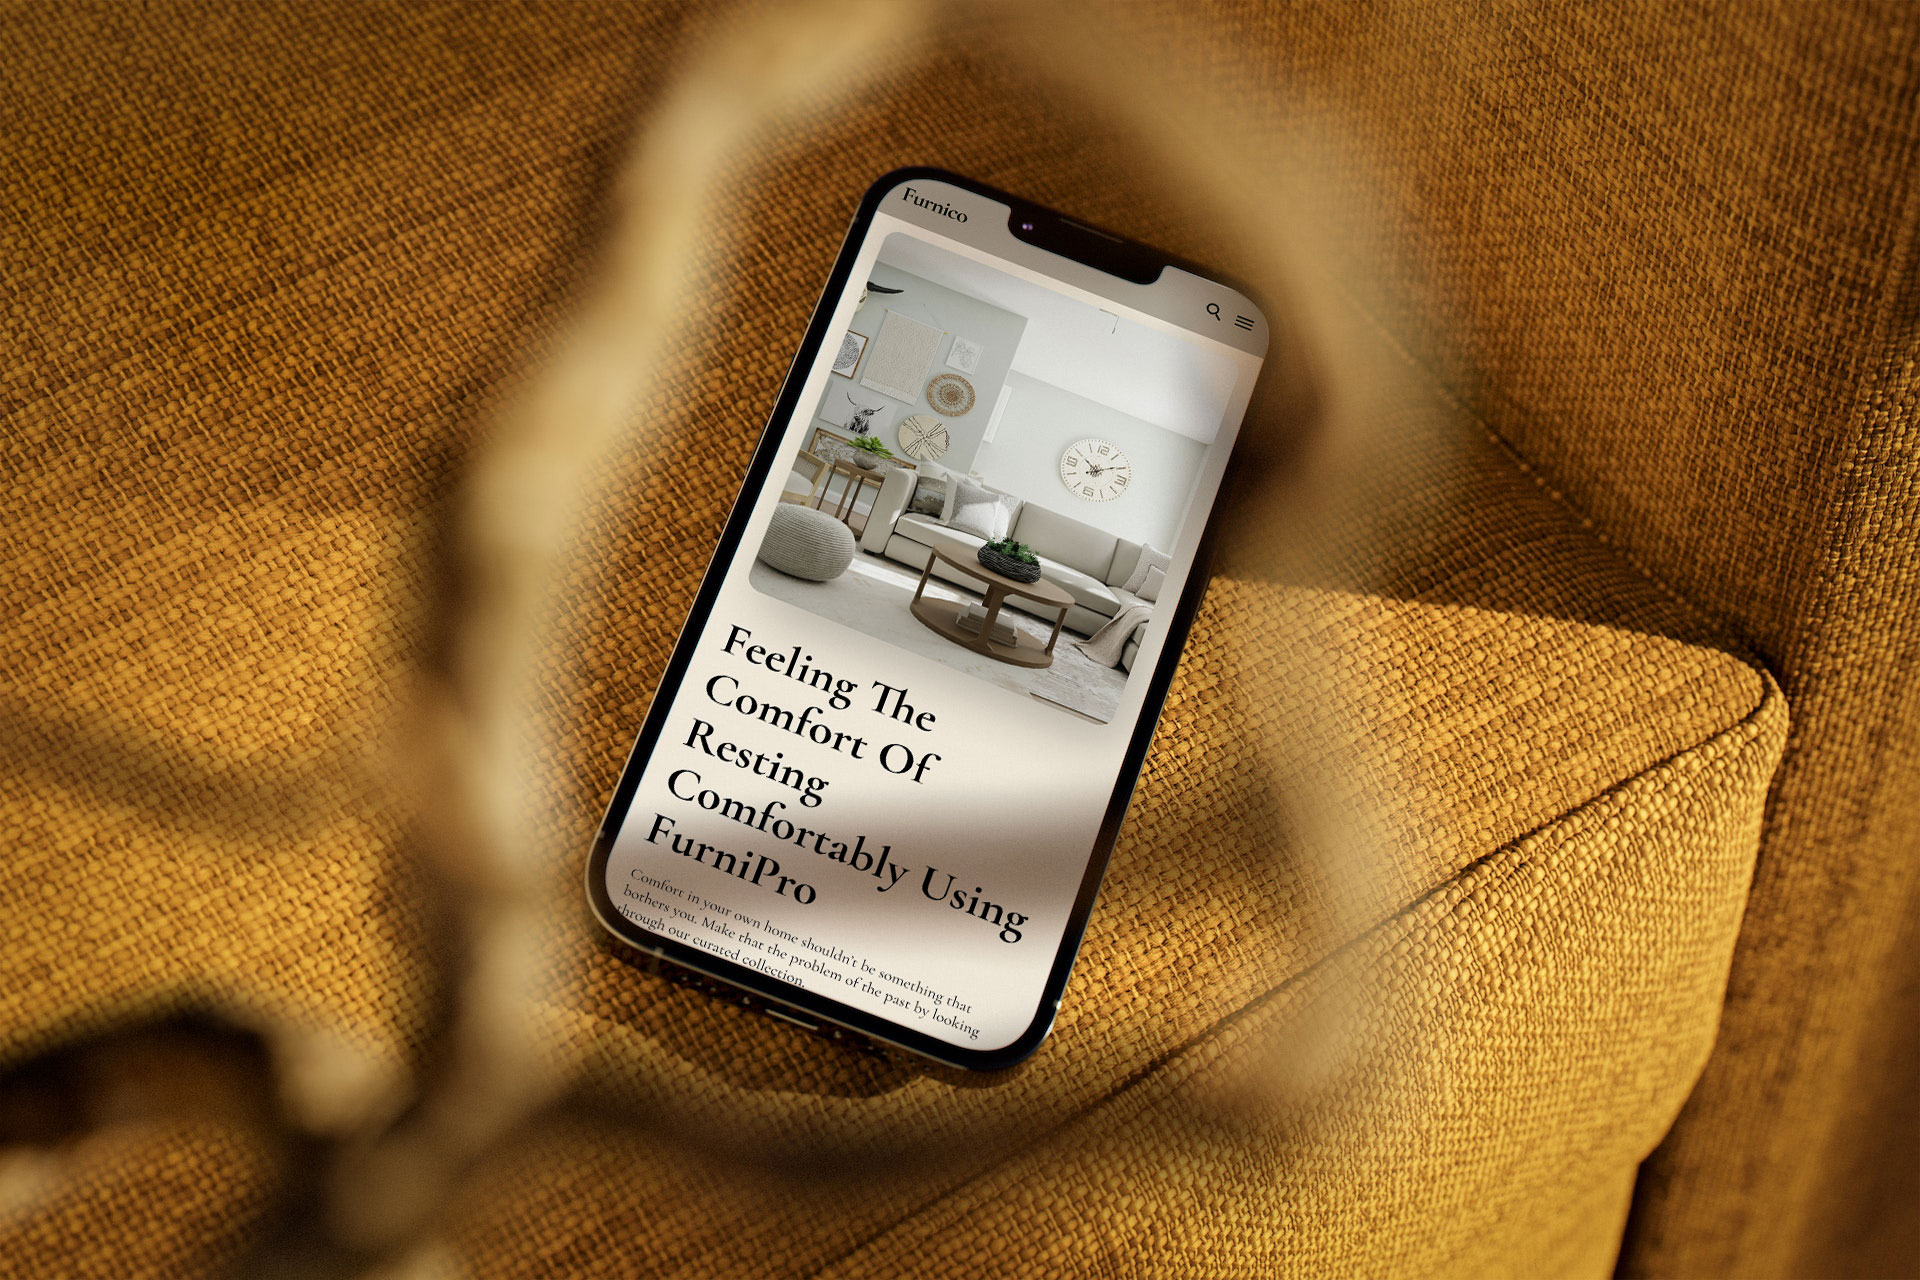 Furnico
Feeling The
Comfort Of
Resting
Comfortably Using
FurniPro
Comfort in your own home shouldn't be something that
bothers you. Make that the problem of the past by looking
through our curated collection.